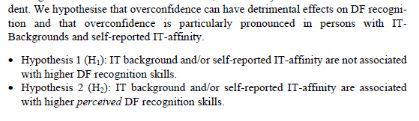 dent. We hypothesise that overconfidence can have detrimental effects on DF recogni-
tion and that overconfidence is particularly pronounced in persons with IT-
Backgrounds and self-reported IT-affinity.
• Hypothesis 1 (H₁): IT background and/or self-reported IT-affinity are not associated
with higher DF recognition skills.
• Hypothesis 2 (H₂): IT background and/or self-reported IT-affinity are associated
with higher perceived DF recognition skills.